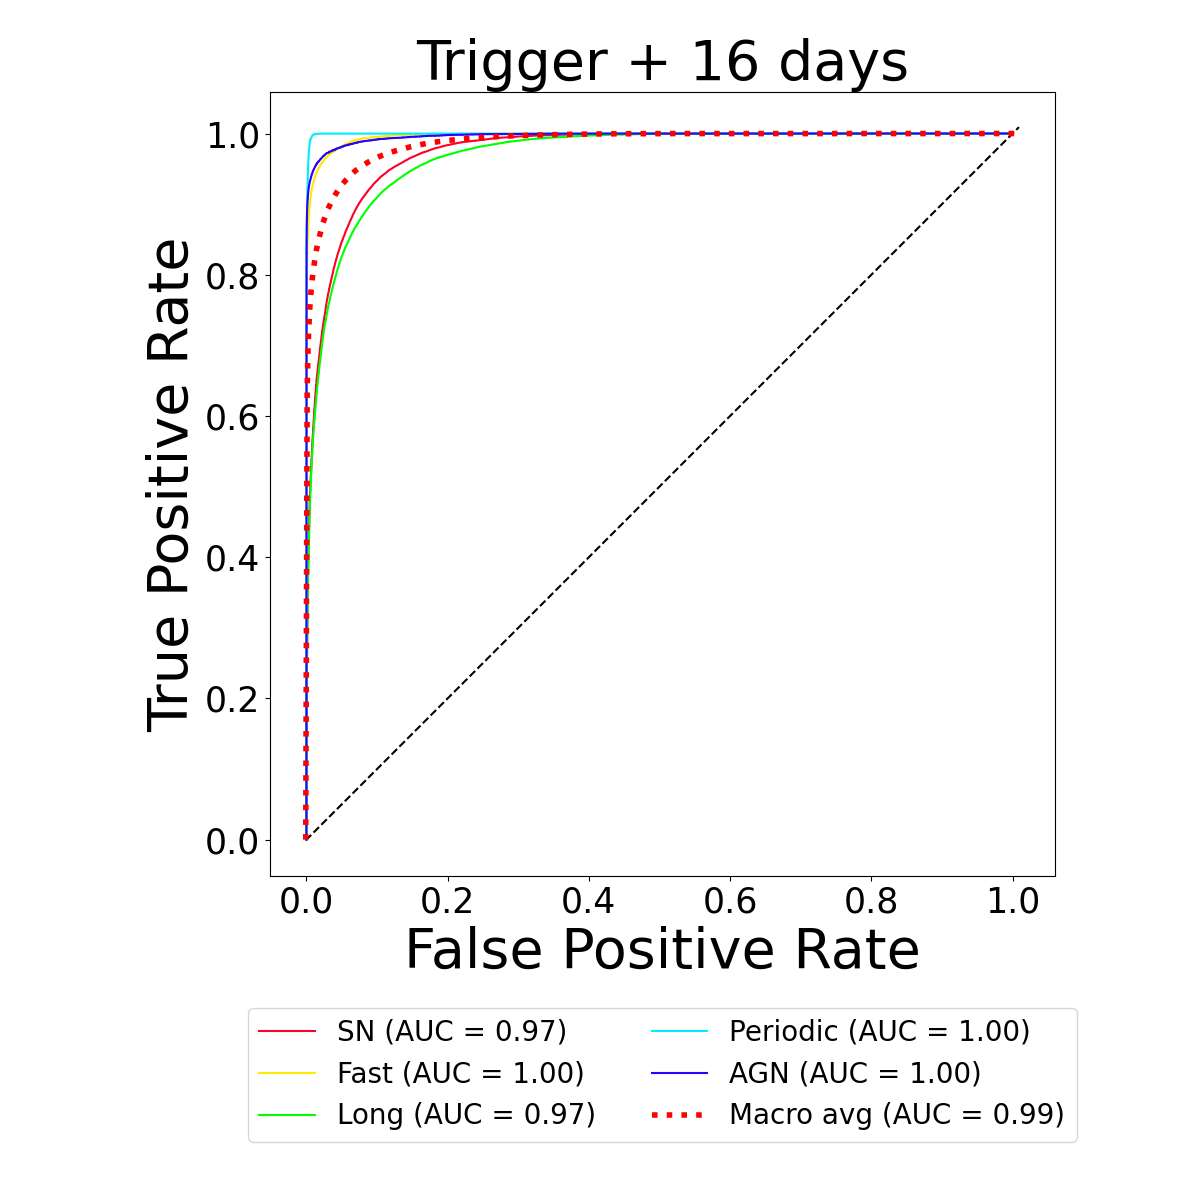 Trigger + 16 days
True Positive Rate
1.0
0.8
0.6
0.4
0.2
0.0
0.0 0.2 0.4 0.6 0.8 1.0
False Positive Rate
SN (AUC = 0.97)
Fast (AUC = 1.00)
Long (AUC = 0.97)
Periodic (AUC = 1.00)
AGN (AUC = 1.00)
Macro avg (AUC = 0.99)